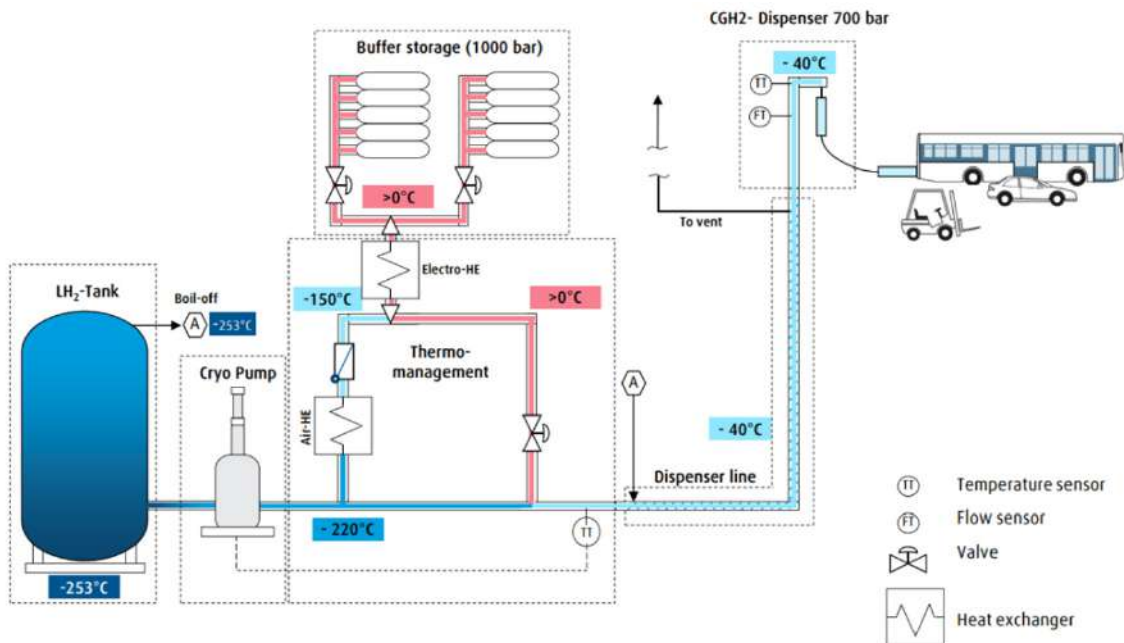 CGH2- Dispenser 700 bar
Buffer storage (1000 bar)
- 40°C
TT
FT
>0°C
To vent
Electro-HE
LH₂-Tank
-150°C
>0°C
Boil-off
A
-253°C
Thermo-
management
Cryo Pump
A
Air-HE
- 40°C
Dispenser line
- 220°C
TT
-253°C
TT Temperature sensor
FT Flow sensor
Valve
Heat exchanger